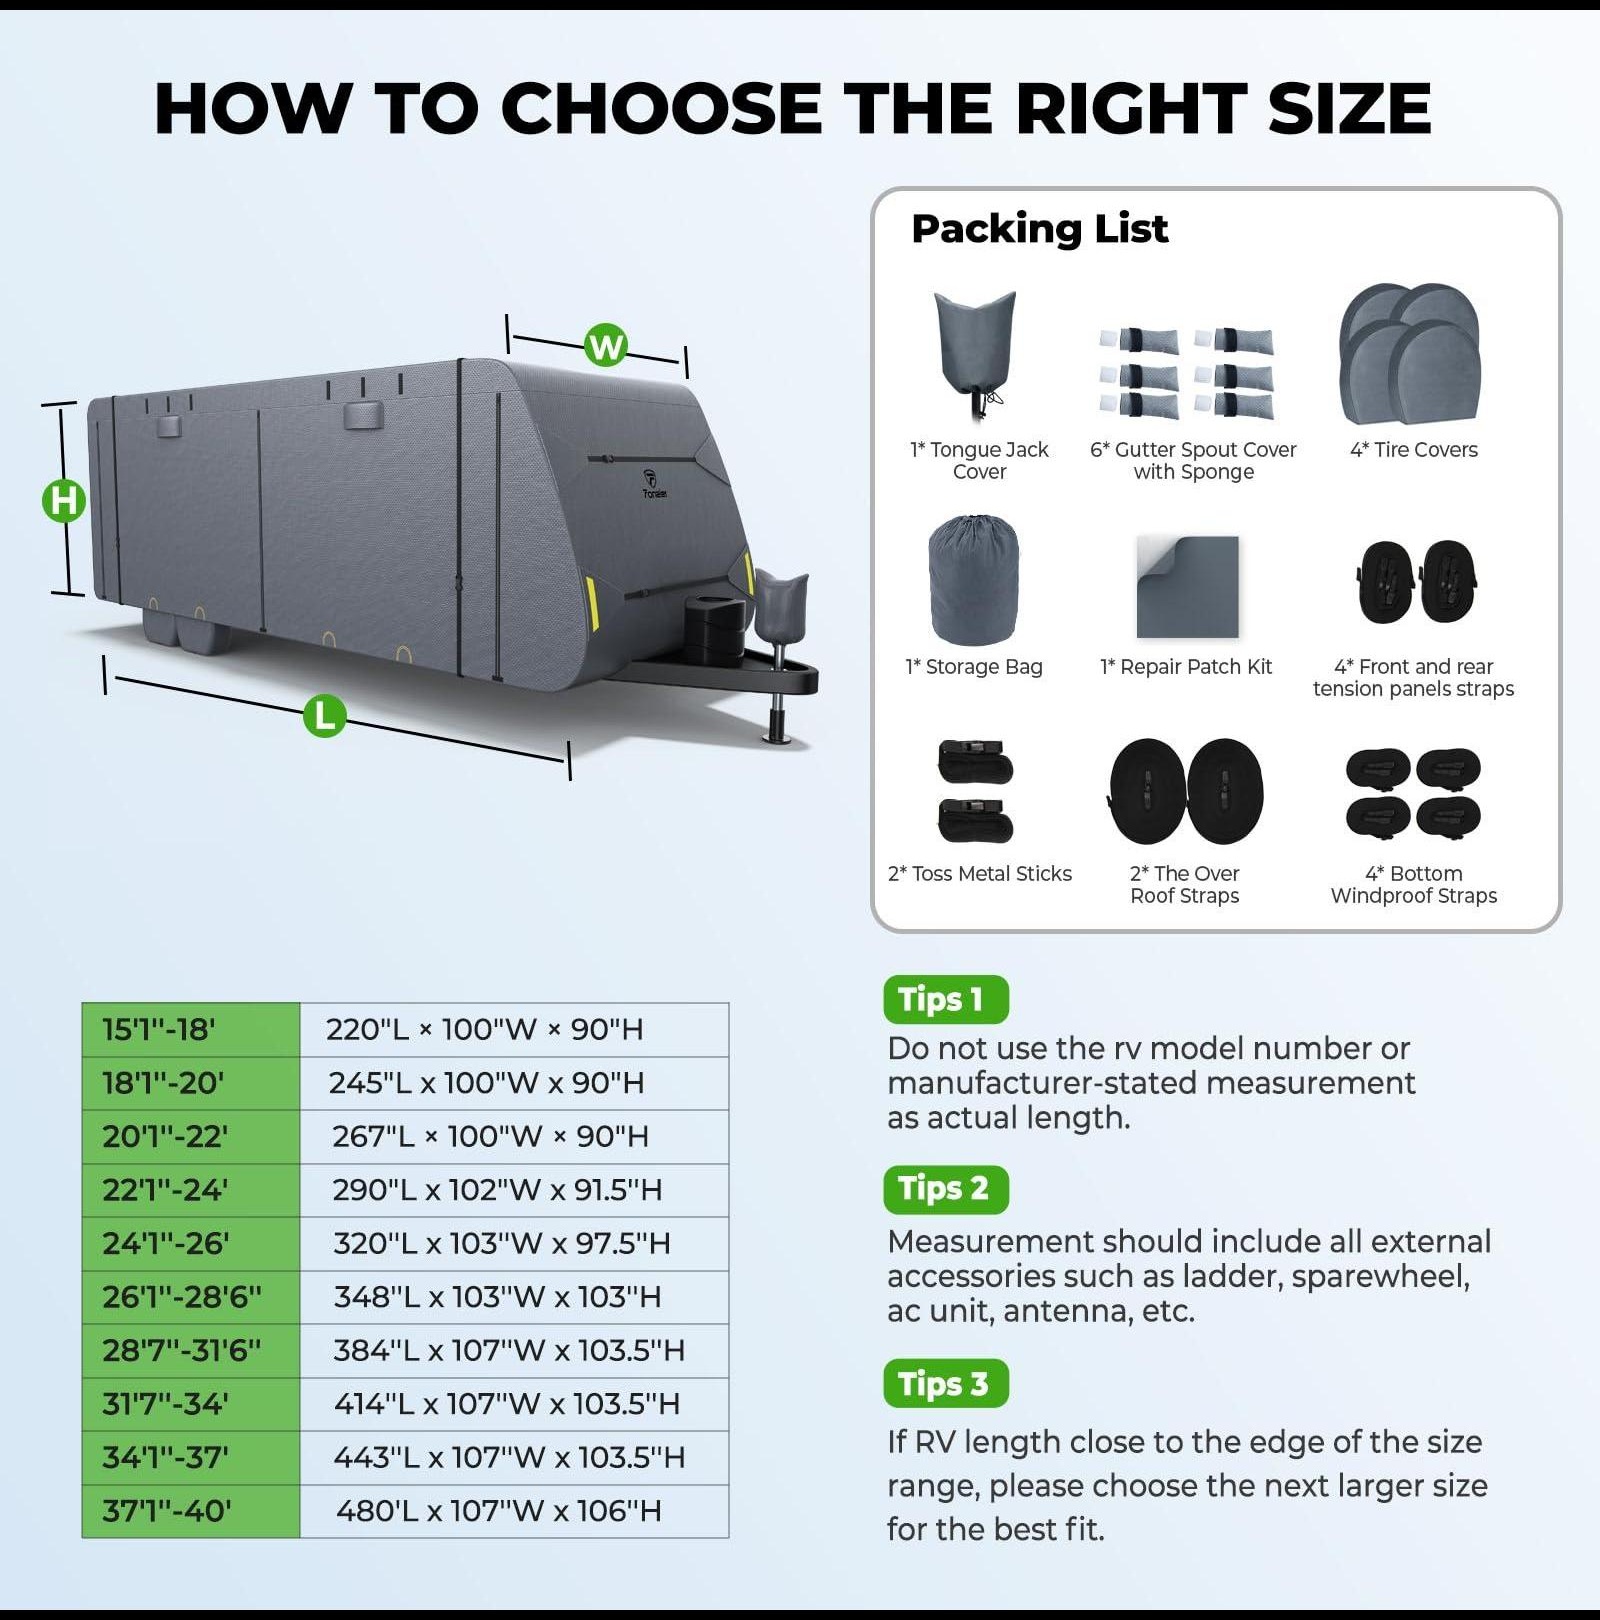 HOW TO CHOOSE THE RIGHT SIZE
W
H
L
Packing List
1* Tongue Jack
Cover
6* Gutter Spout Cover
with Sponge
4* Tire Covers
1* Storage Bag
1* Repair Patch Kit
4* Front and rear
tension panels straps
2* Toss Metal Sticks
2* The Over
Roof Straps
4* Bottom
Windproof Straps
15'1"-18' 220"L × 100"W × 90"H
18'1"-20' 245"L x 100"W x 90"H
20'1"-22' 267"L × 100"W × 90"H
22'1"-24' 290"L x 102"W x 91.5"H
24'1"-26' 320"L x 103"W x 97.5"H
26'1"-28'6" 348"L x 103"W x 103"H
28'7"-31'6" 384"L x 107"W x 103.5"H
31'7"-34' 414"L x 107"W x 103.5"H
34'1"-37' 443"L x 107"W x 103.5"H
37'1"-40' 480'L x 107"W x 106"H
Tips 1
Do not use the rv model number or
manufacturer-stated measurement
as actual length.
Tips 2
Measurement should include all external
accessories such as ladder, sparewheel,
ac unit, antenna, etc.
Tips 3
If RV length close to the edge of the size
range, please choose the next larger size
for the best fit.